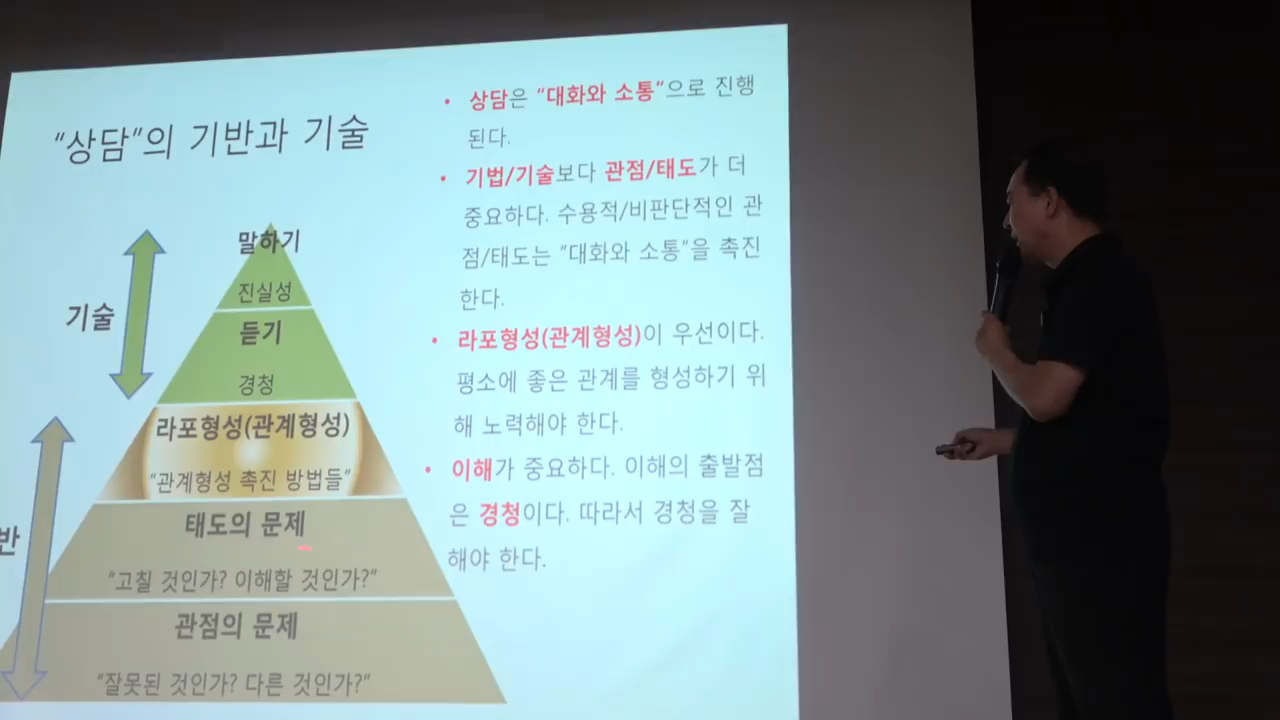 “상담”의 기반과 기술
기술
말하기
진실성
듣기
경청
라포형성(관계형성)
“관계형성 촉진 방법들”
반
태도의 문제
“고칠 것인가? 이해할 것인가?”
관점의 문제
“잘못된 것인가? 다른 것인가?”
• 상담은 “대화와 소통”으로 진행
된다.
• 기법/기술보다 관점/태도가 더
중요하다. 수용적/비판단적인 관
점/태도는 “대화와 소통”을 촉진
한다.
• 라포형성(관계형성)이 우선이다.
평소에 좋은 관계를 형성하기 위
해 노력해야 한다.
• 이해가 중요하다. 이해의 출발점
은 경청이다. 따라서 경청을 잘
해야 한다.